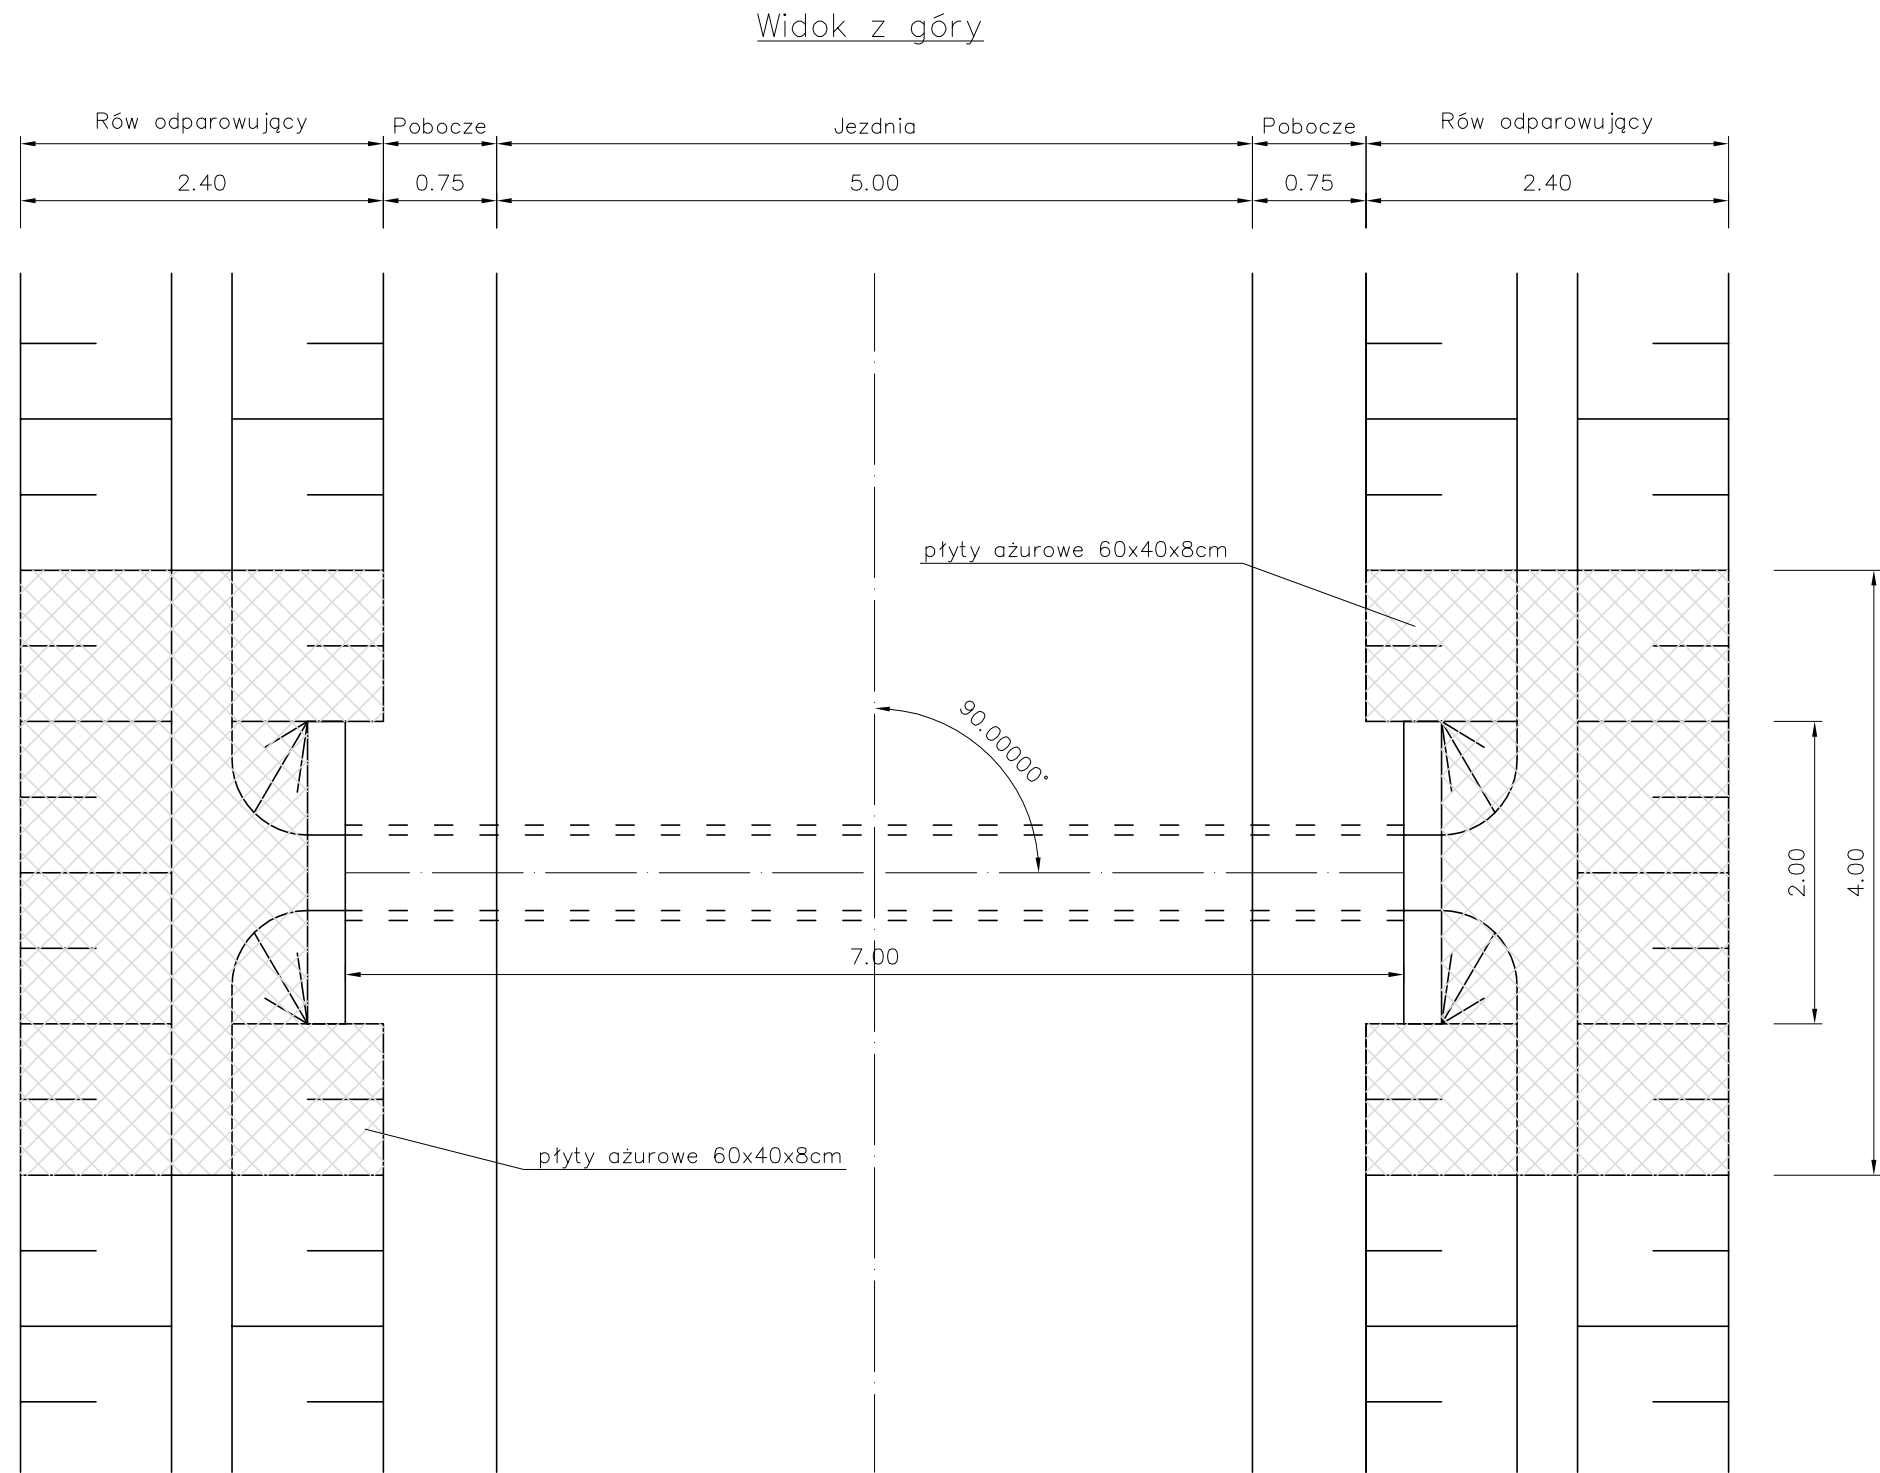 Widok z góry
Rów odparowujący
Pobocze
Jezdnia
Pobocze
Rów odparowujący
2.40
0.75
5.00
0.75
2.40
płyty ażurowe 60x40x8cm
90.00000°
2.00
4.00
7.00
płyty ażurowe 60x40x8cm